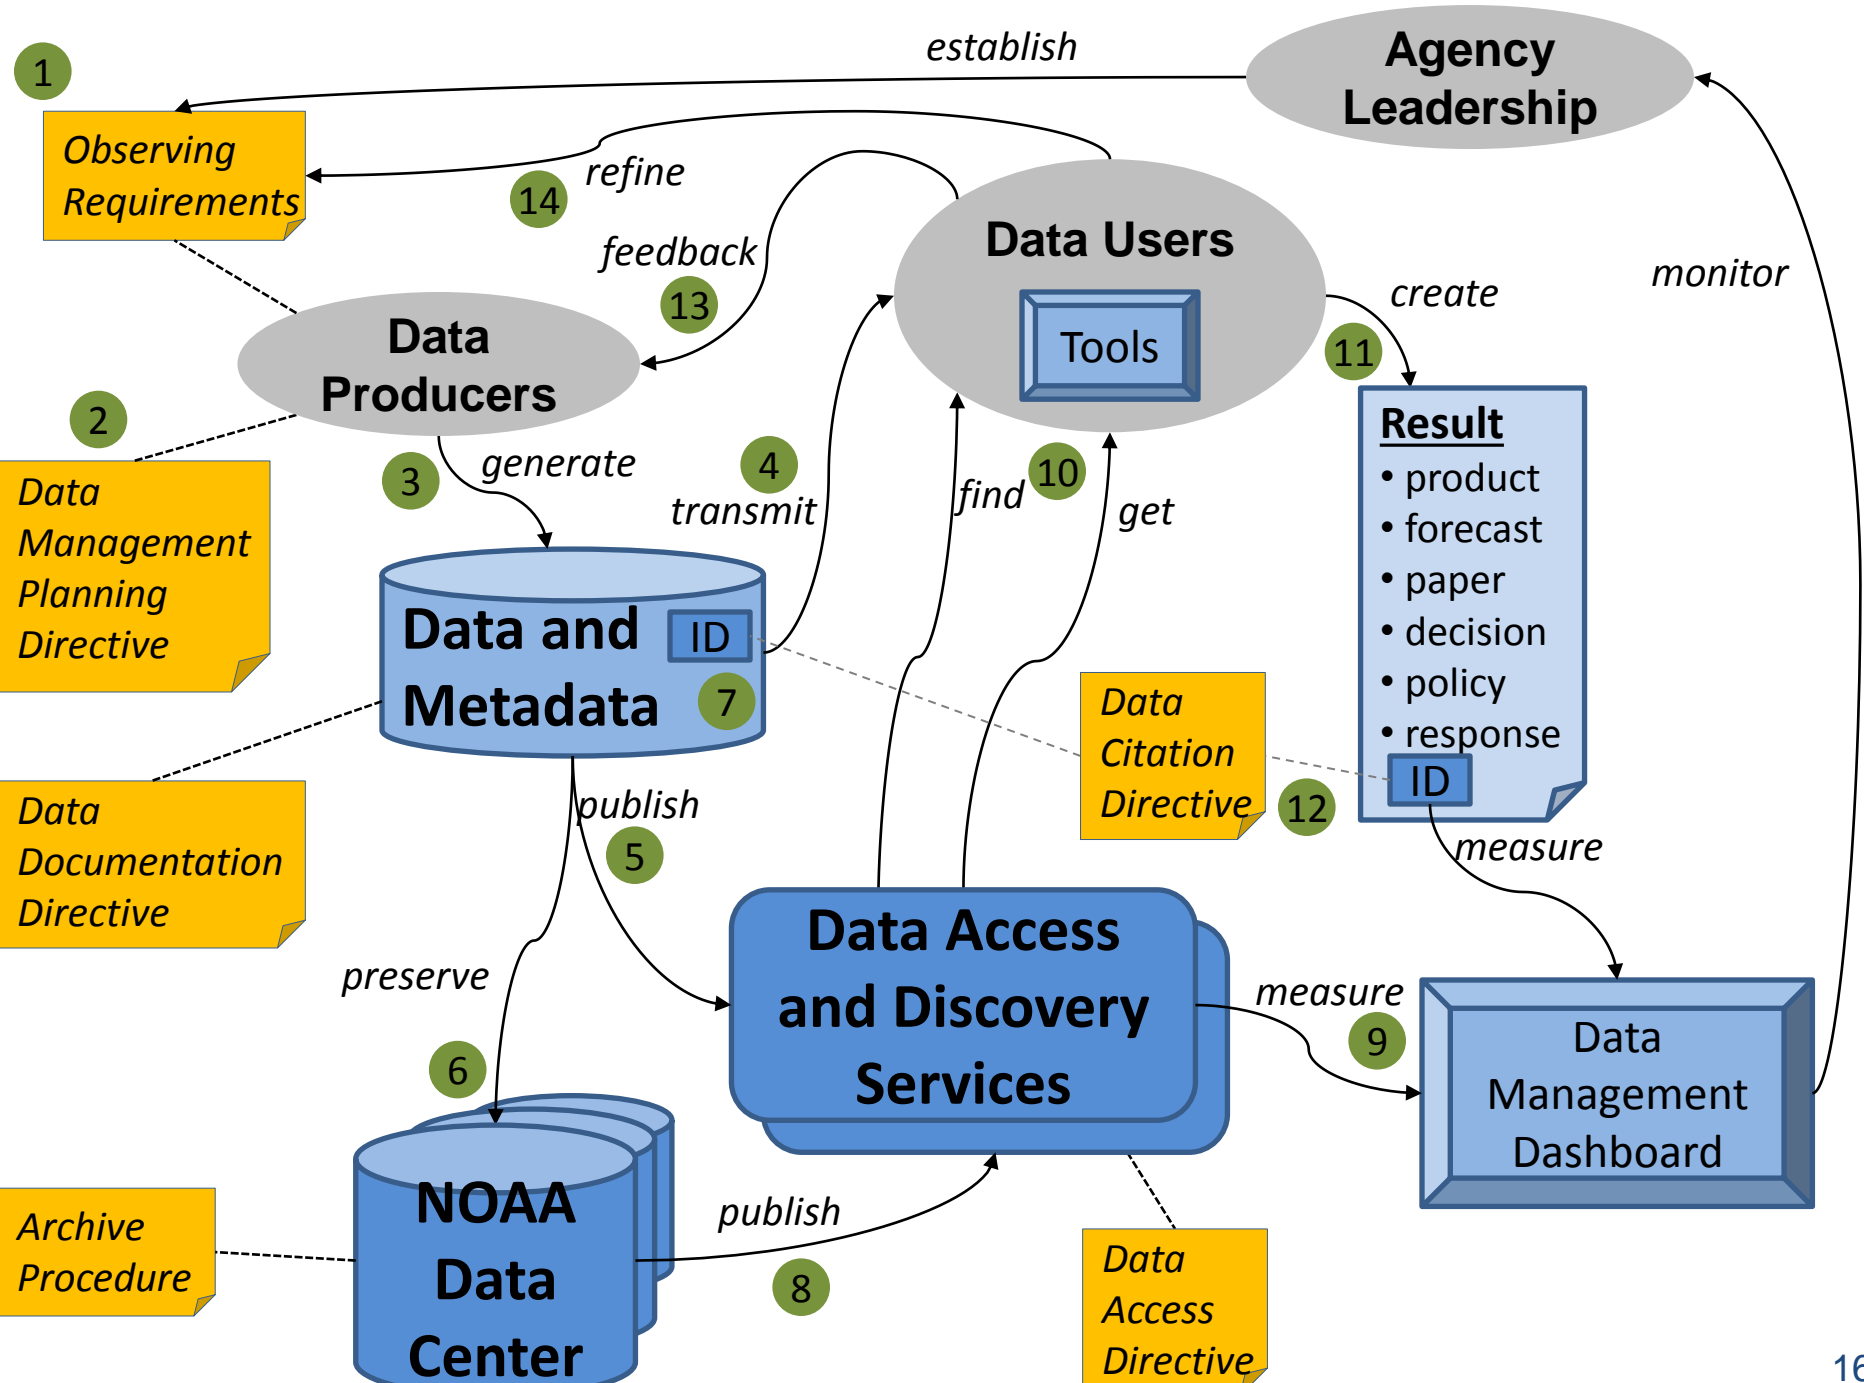 establish
Agency
Leadership
1
Observing
Requirements
refine
14
feedback
13
Data Users
Tools
create
11
monitor
Data
Producers
2
Data
Management
Planning
Directive
3
generate
4
transmit
find
10
get
Result
• product
• forecast
• paper
• decision
• policy
• response
ID
Data and
Metadata
ID
7
Data
Citation
Directive
12
measure
Data
Documentation
Directive
publish
5
preserve
6
Data Access
and Discovery
Services
measure
9
Data
Management
Dashboard
Archive
Procedure
NOAA
Data
Center
publish
8
Data
Access
Directive
16